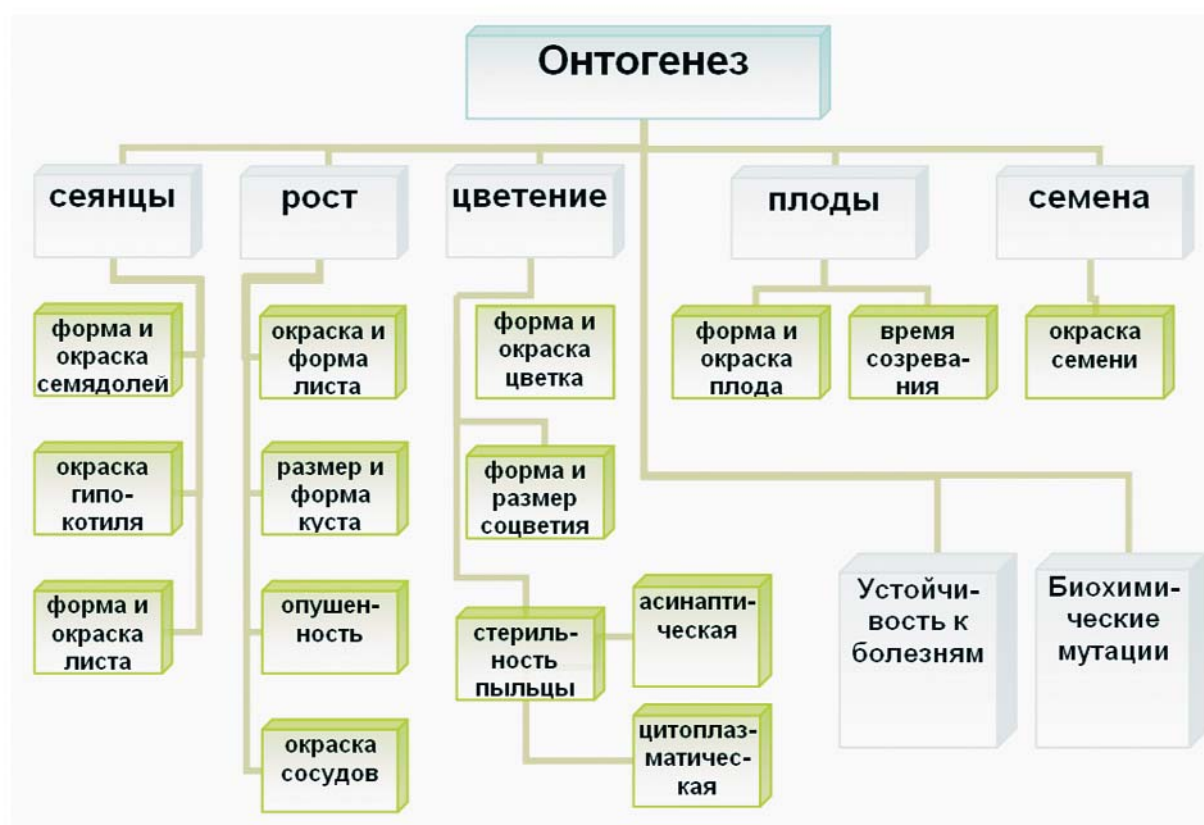 Онтогенез
сеянцы
рост
цветение
плоды
семена
форма и
окраска
семядолей
окраска
гипо-
котиля
форма и
окраска
листа
окраска и
форма
листа
размер и
форма
куста
опушен-
ность
окраска
сосудов
форма и
окраска
цветка
форма и
размер
соцветия
стериль-
ность
пыльцы
асинапти-
ческая
цитоплаз-
матичес-
кая
форма и
окраска
плода
время
созрева-
ния
окраска
семени
Устойчи-
вость к
болезням
Биохими-
ческие
мутации